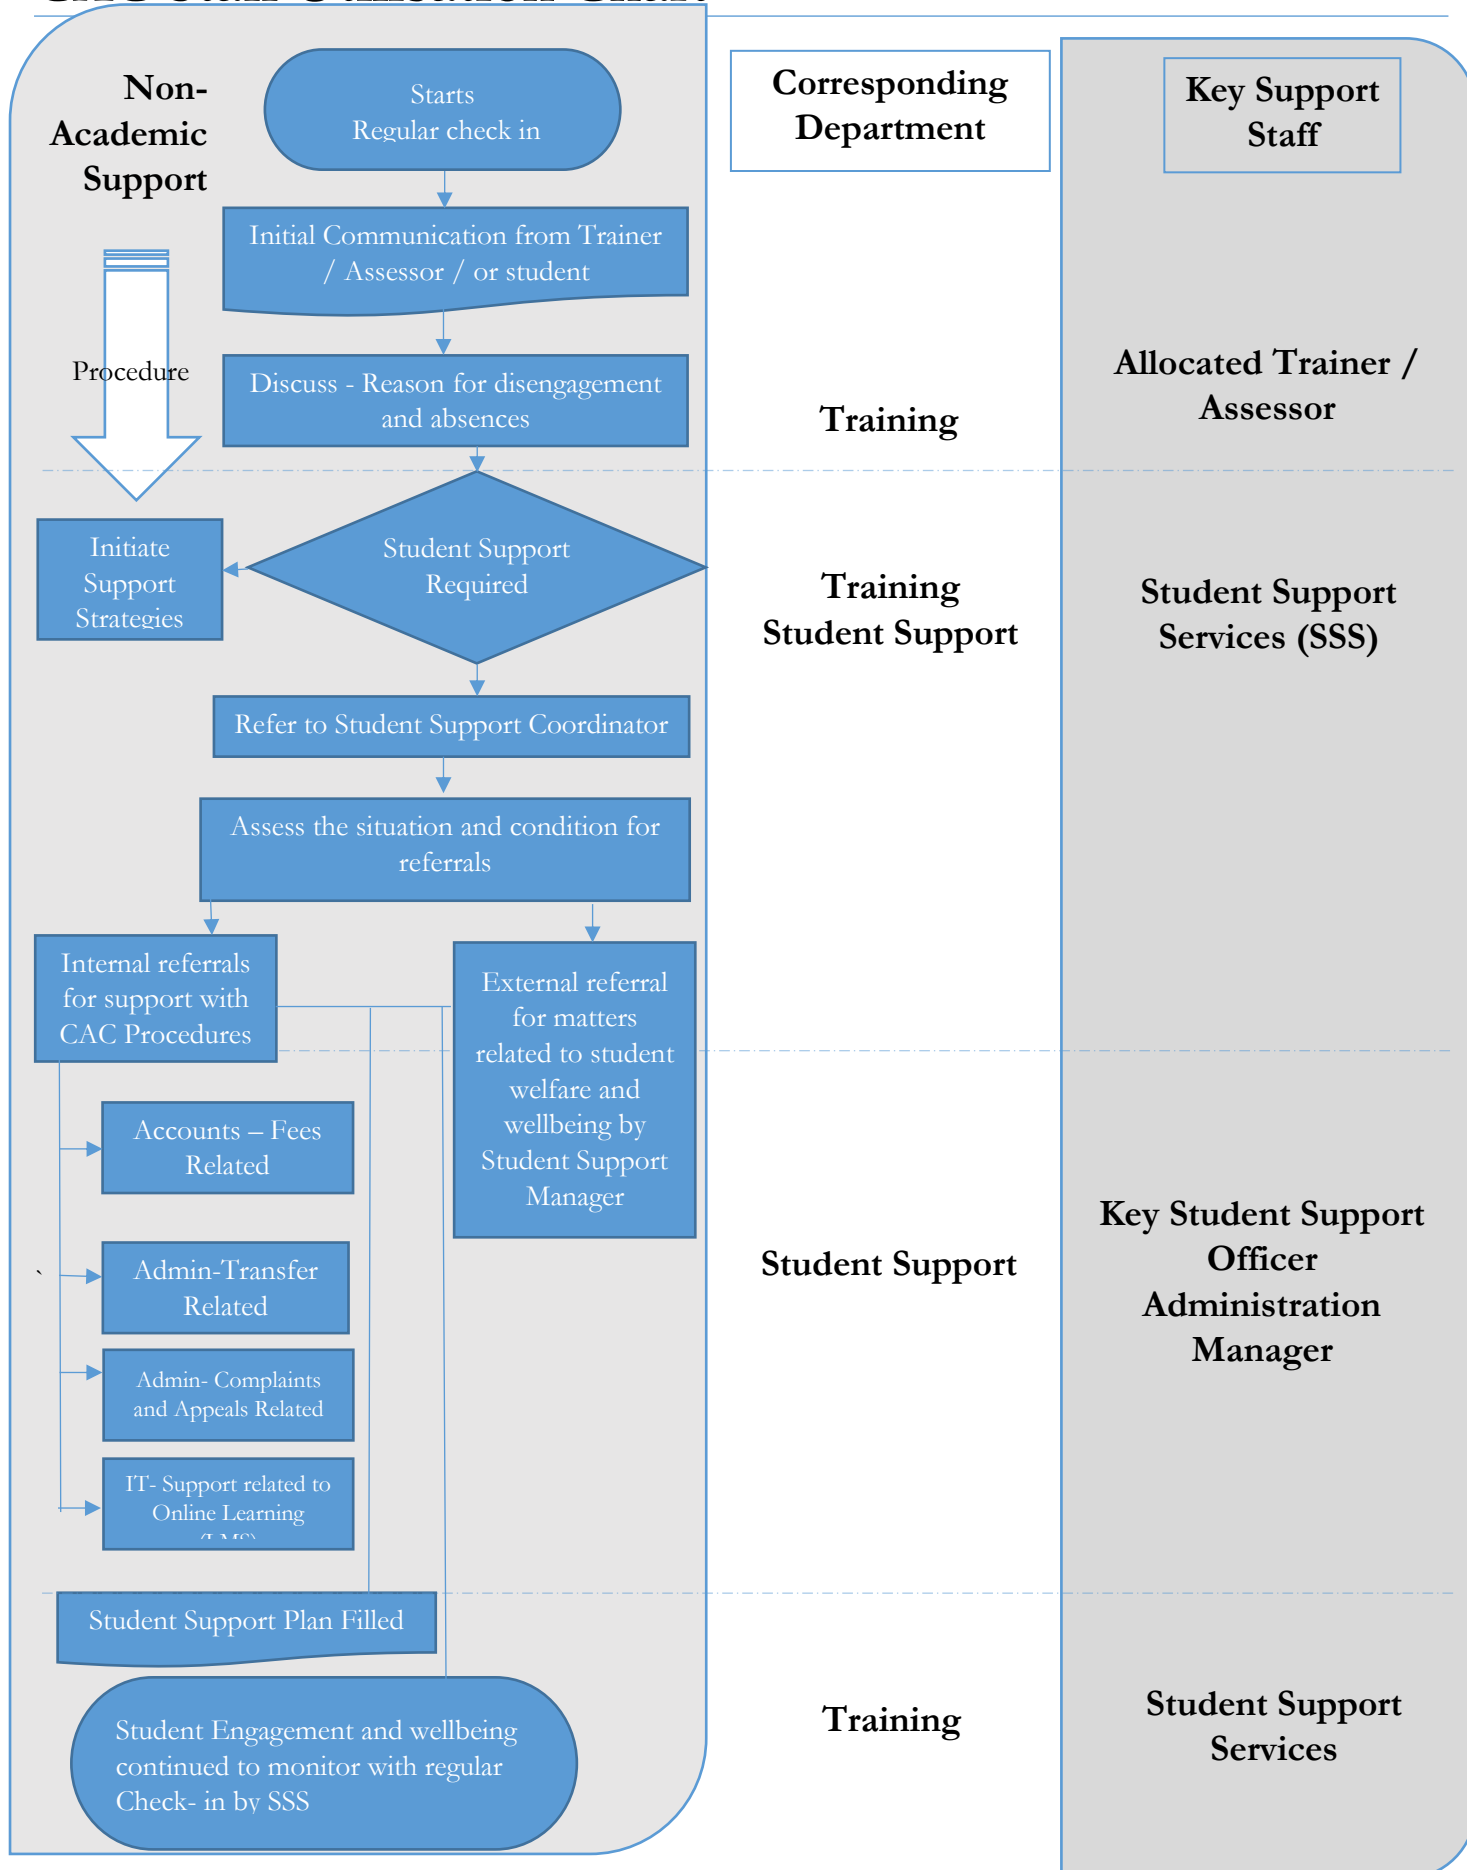 Non-
Academic
Support
Starts
Regular check in
Corresponding
Department
Key Support
Staff
Initial Communication from Trainer
/ Assessor / or student
Procedure
Discuss - Reason for disengagement
and absences
Training
Allocated Trainer /
Assessor
Initiate
Support
Strategies
Student Support
Required
Training
Student Support
Student Support
Services (SSS)
Refer to Student Support Coordinator
Assess the situation and condition for
referrals
Internal referrals
for support with
CAC Procedures
External referral
for matters
related to student
welfare and
wellbeing by
Student Support
Manager
Accounts – Fees
Related
`
Admin-Transfer
Related
Admin- Complaints
and Appeals Related
IT- Support related to
Online Learning
(LMS)
Student Support
Key Student Support
Officer
Administration
Manager
Student Support Plan Filled
Student Engagement and wellbeing
continued to monitor with regular
Check- in by SSS
Training
Student Support
Services